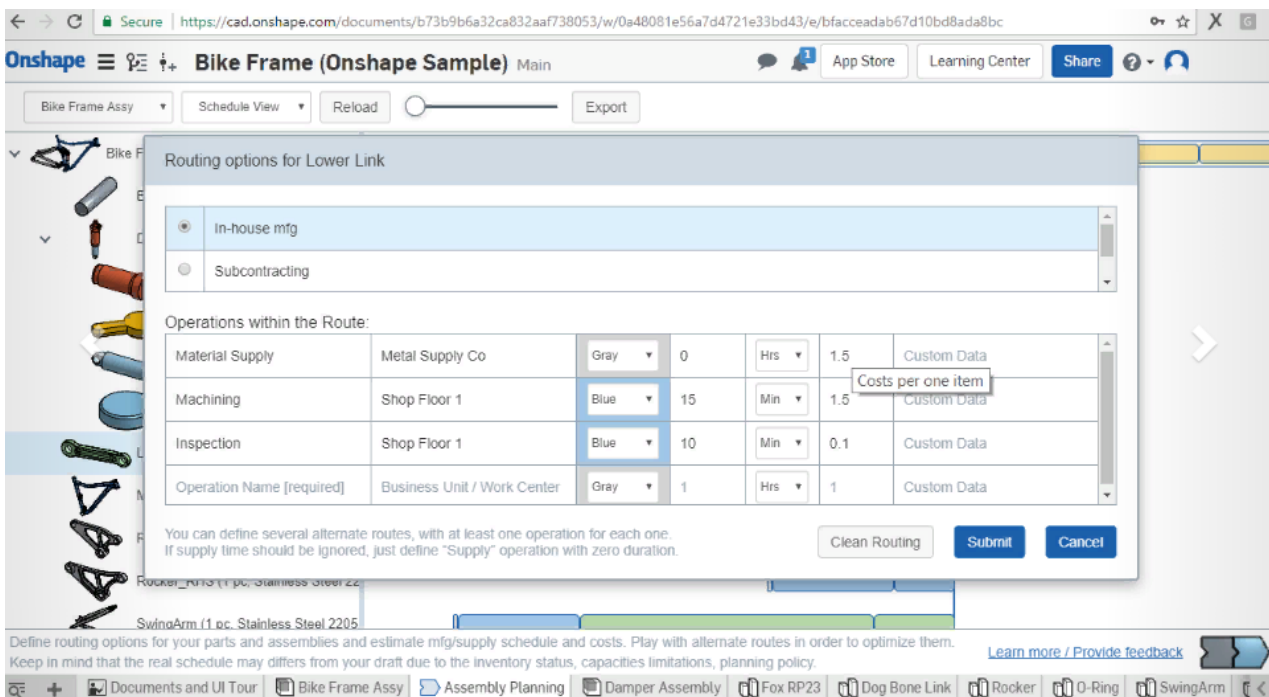 Secure | https://cad.onshape.com/documents/b73b9b6a32ca832aaf738053/w/0a48081e56a7d4721e33bd43/e/bfacceadab67d10bd8ada8bc
Onshape Bike Frame (Onshape Sample) Main 1 App Store Learning Center Share
Bike Frame Assy Schedule View Reload Export
Bike F
Routing options for Lower Link
In-house mfg
Subcontracting
Operations within the Route:
Material Supply Metal Supply Co Gray 0 Hrs 1.5 Custom Data
Costs per one item
Machining Shop Floor 1 Blue 15 Min 1.5 Custom Data
Inspection Shop Floor 1 Blue 10 Min 0.1 Custom Data
Operation Name [required] Business Unit / Work Center Gray 1 Hrs 1 Custom Data
You can define several alternate routes, with at least one operation for each one.
If supply time should be ignored, just define "Supply" operation with zero duration.
Clean Routing Submit Cancel
Rocker_RHS (1 pc, Stainless Steel 22
SwingArm (1 pc, Stainless Steel 2205
Define routing options for your parts and assemblies and estimate mfg/supply schedule and costs. Play with alternate routes in order to optimize them.
Keep in mind that the real schedule may differs from your draft due to the inventory status, capacities limitations, planning policy.
Learn more / Provide feedback
Documents and UI Tour Bike Frame Assy Assembly Planning Damper Assembly Fox RP23 Dog Bone Link Rocker O-Ring SwingArm